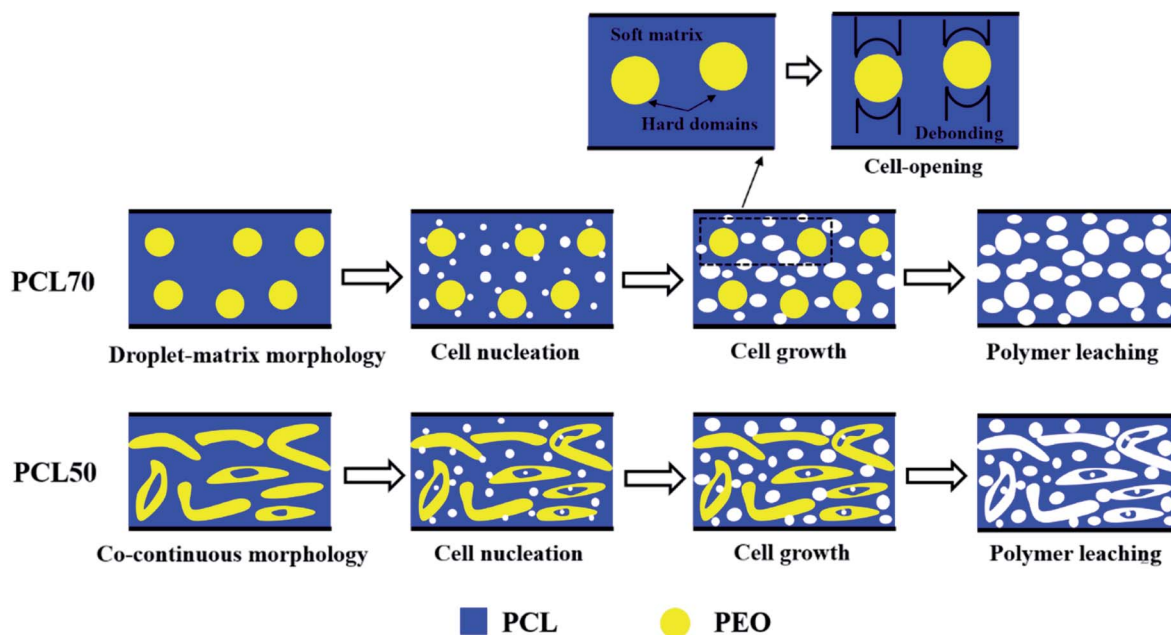 Soft matrix
Hard domains
Debonding
Cell-opening
PCL70
Droplet-matrix morphology
Cell nucleation
Cell growth
Polymer leaching
PCL50
Co-continuous morphology
Cell nucleation
Cell growth
Polymer leaching
PCL
PEO